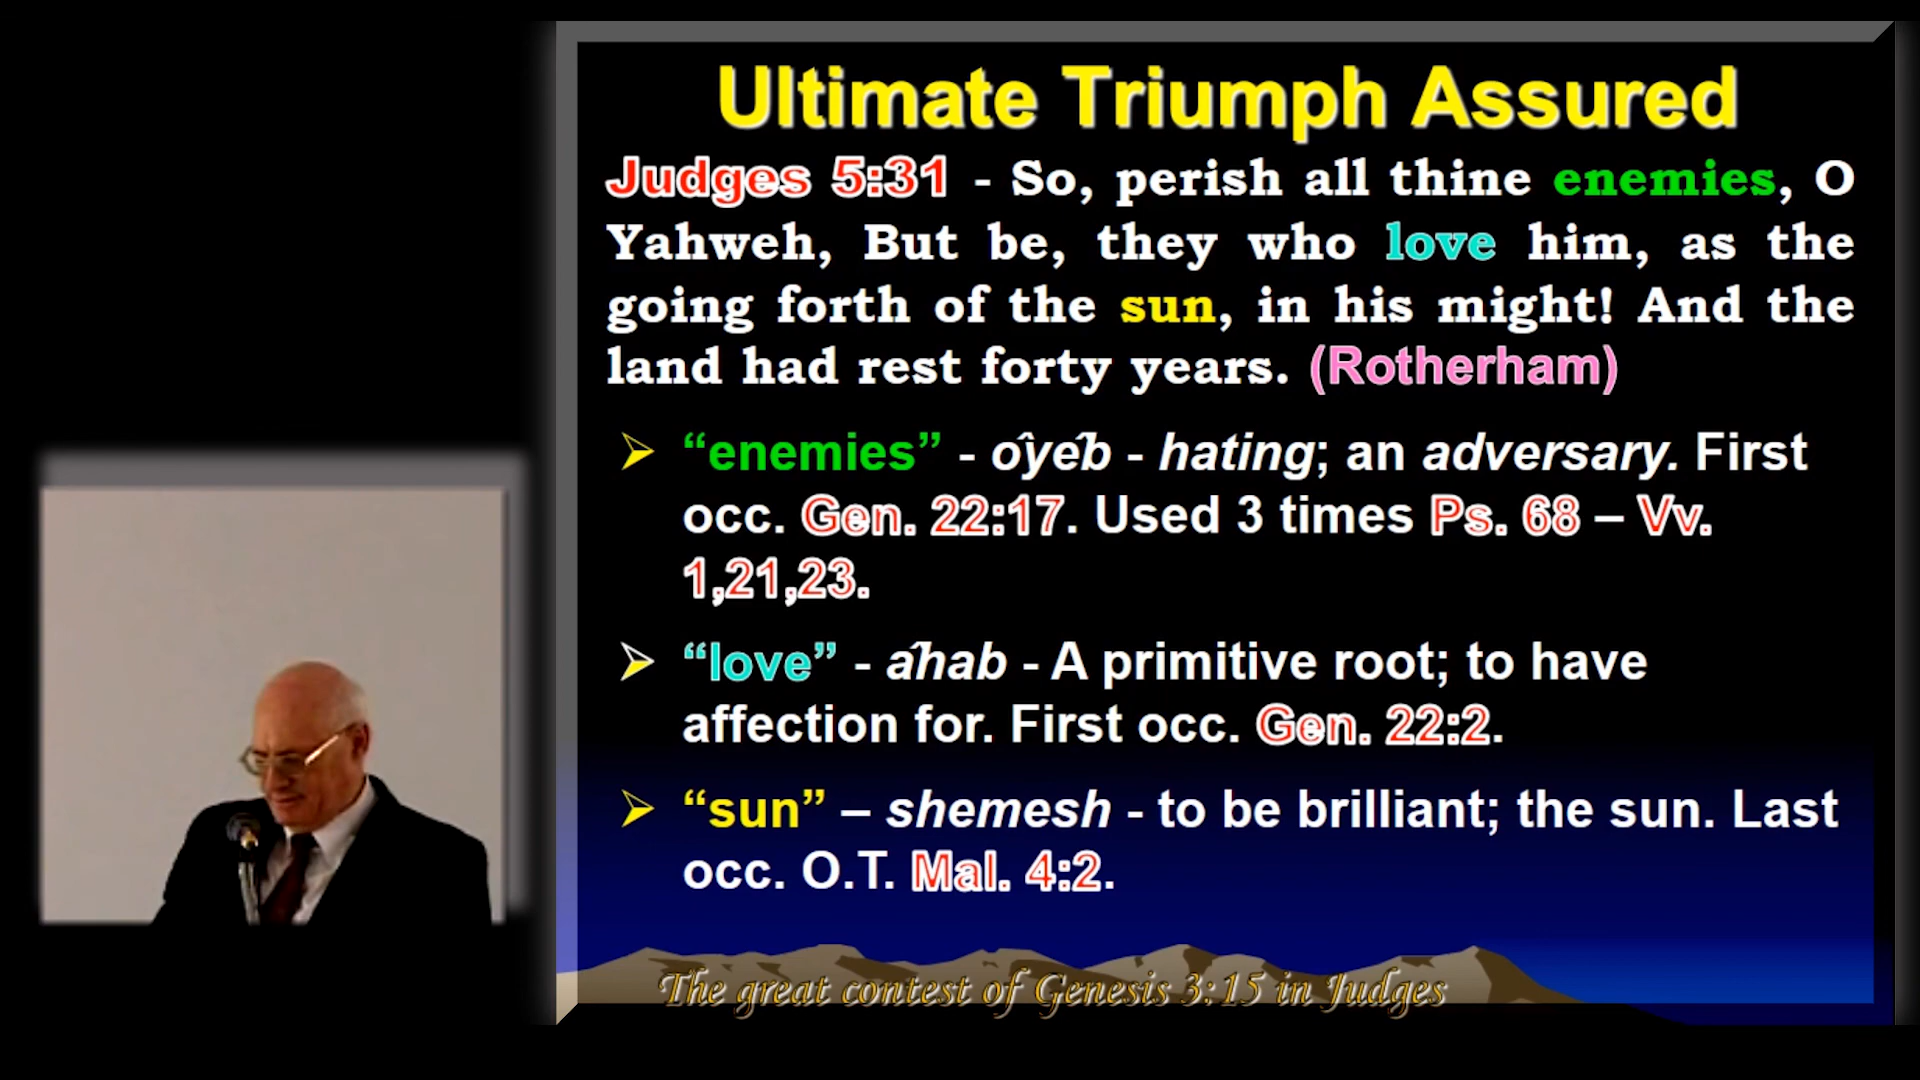 Ultimate Triumph Assured
Judges 5:31 - So, perish all thine enemies, O
Yahweh, But be, they who love him, as the
going forth of the sun, in his might! And the
land had rest forty years. (Rotherham)
➢ “enemies” - ôyêb - hating; an adversary. First
occ. Gen. 22:17. Used 3 times Ps. 68 – Vv.
1,21,23.
➢ “love” - âhab - A primitive root; to have
affection for. First occ. Gen. 22:2.
➢ “sun” – shemesh - to be brilliant; the sun. Last
occ. O.T. Mal. 4:2.
The great contest of Genesis 3:15 in Judges